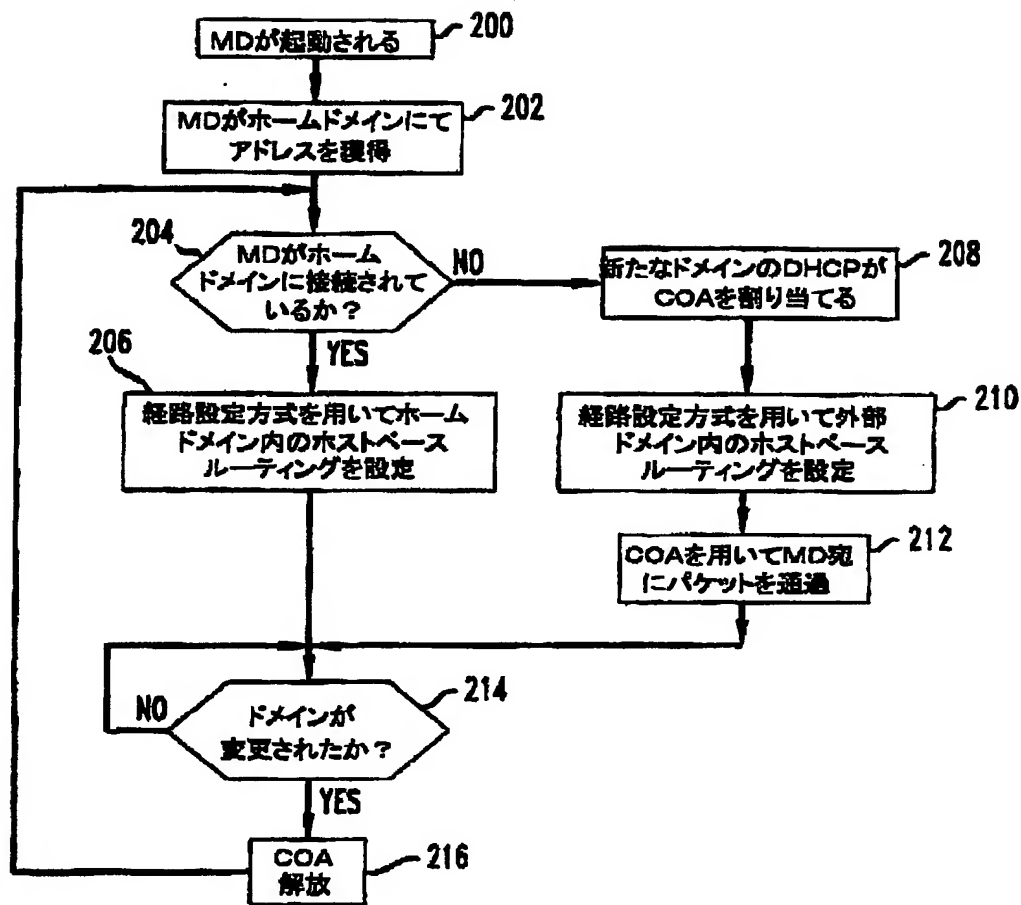 MDが起動される
200
MDがホームドメインにて
アドレスを獲得
202
204
MDがホーム
ドメインに接続されて
いるか?
NO
YES
新たなドメインのDHCPが
COAを割り当てる
208
206
経路設定方式を用いてホーム
ドメイン内のホストベース
ルーティングを設定
経路設定方式を用いて外部
ドメイン内のホストベース
ルーティングを設定
210
COAを用いてMD宛
にパケットを通過
212
NO
ドメインが
変更されたか?
214
YES
COA
解放
216